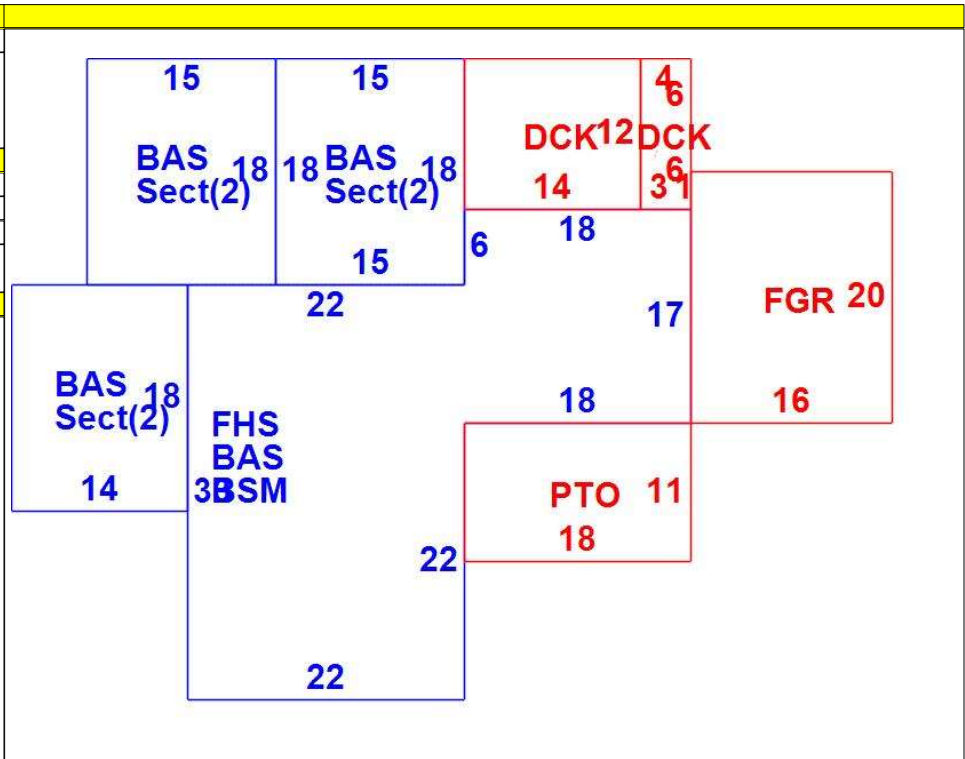 15
15
4
6
BAS 18
Sect(2)
18 BAS 18
Sect(2)
DCK 12
DCK
6
14
3 1
15
6
18
22
17
FGR 20
BAS 18
Sect(2)
14
18
16
FHS
BAS
BSM
PTO 11
18
22
22